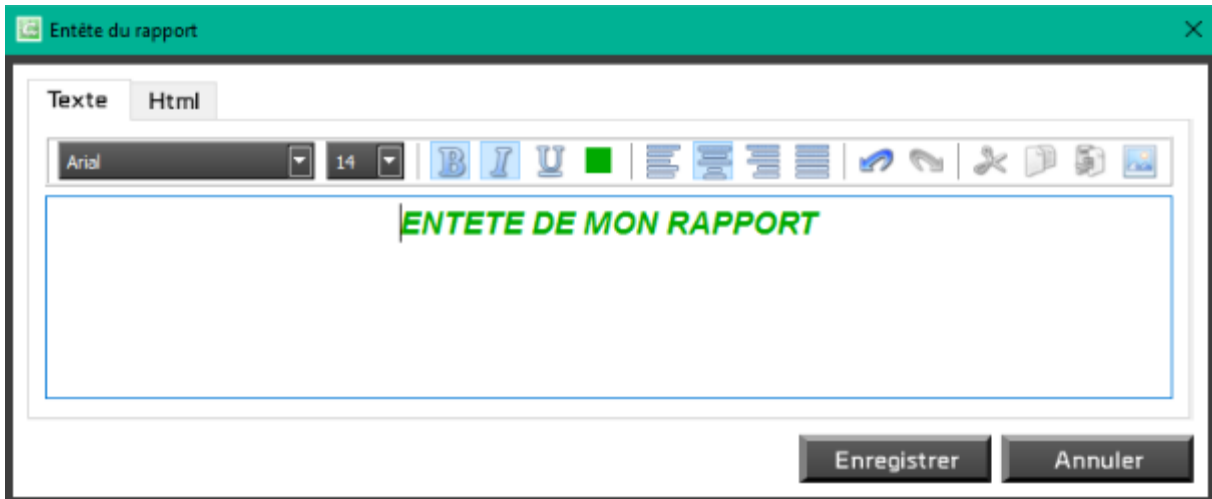 Entête du rapport
Texte Html
Arial 14 B I U
ENTETE DE MON RAPPORT
Enregistrer Annuler